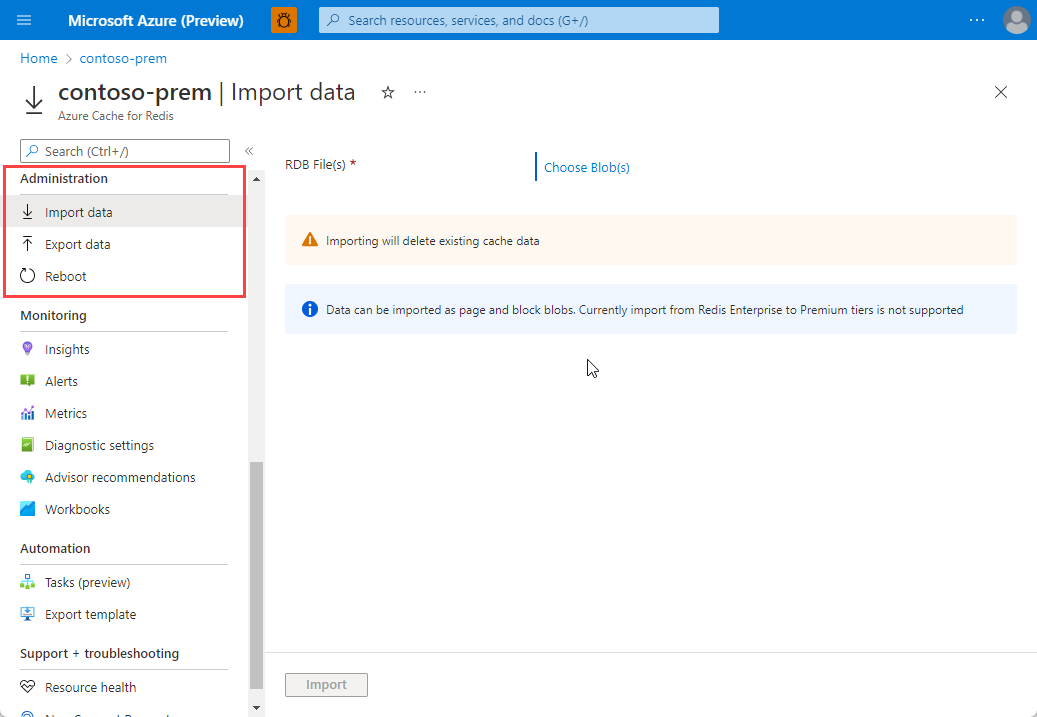 Microsoft Azure (Preview)
Search resources, services, and docs (G+/)
Home > contoso-prem
contoso-prem | Import data
Azure Cache for Redis
Search (Ctrl+/)
Administration
Import data
Export data
Reboot
Monitoring
Insights
Alerts
Metrics
Diagnostic settings
Advisor recommendations
Workbooks
Automation
Tasks (preview)
Export template
Support + troubleshooting
Resource health
RDB File(s) *
Choose Blob(s)
Importing will delete existing cache data
Data can be imported as page and block blobs. Currently import from Redis Enterprise to Premium tiers is not supported
Import